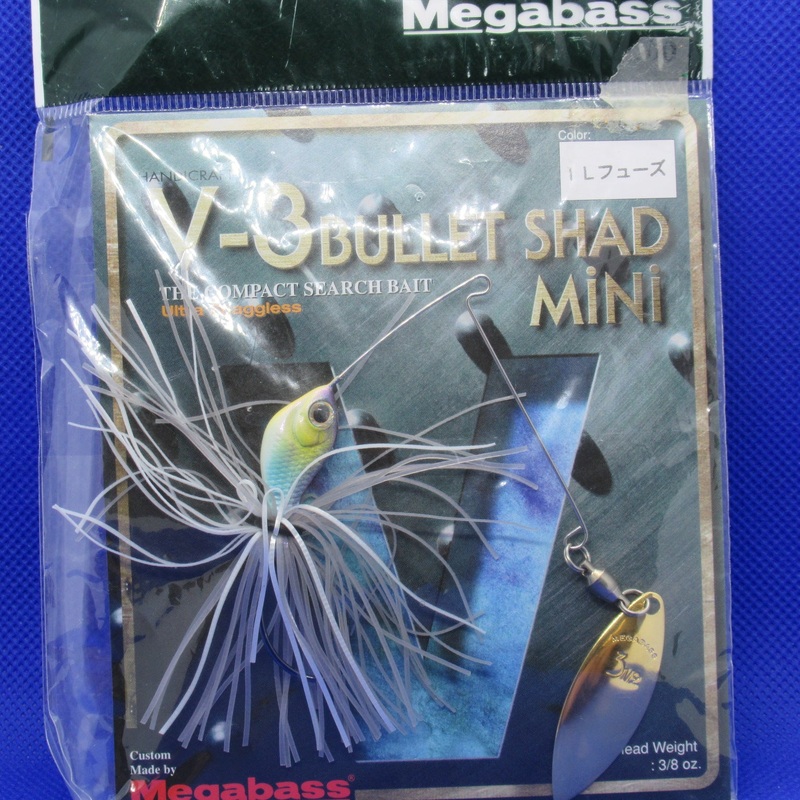 Megabass
Color:
ILフューズ
V-3 BULLET SHAD
MiNi
THE COMPACT SEARCH BAIT
MEGABASS
Custom
Made by
Megabass®
Head Weight
: 3/8 oz.